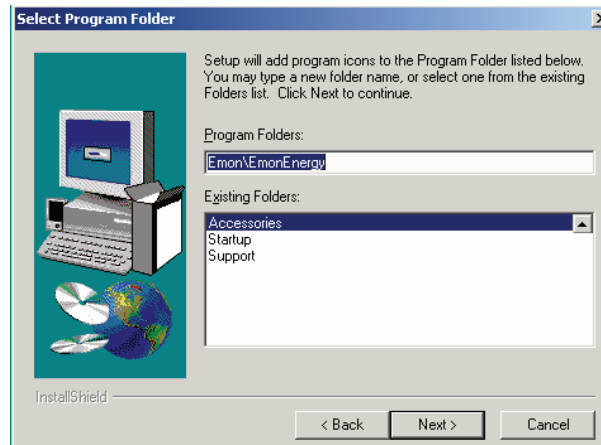 Select Program Folder
Setup will add program icons to the Program Folder listed below.
You may type a new folder name, or select one from the existing
Folders list. Click Next to continue.
Program Folders:
Emon\EmonEnergy
Existing Folders:
Accessories
Startup
Support
InstallShield
< Back Next > Cancel